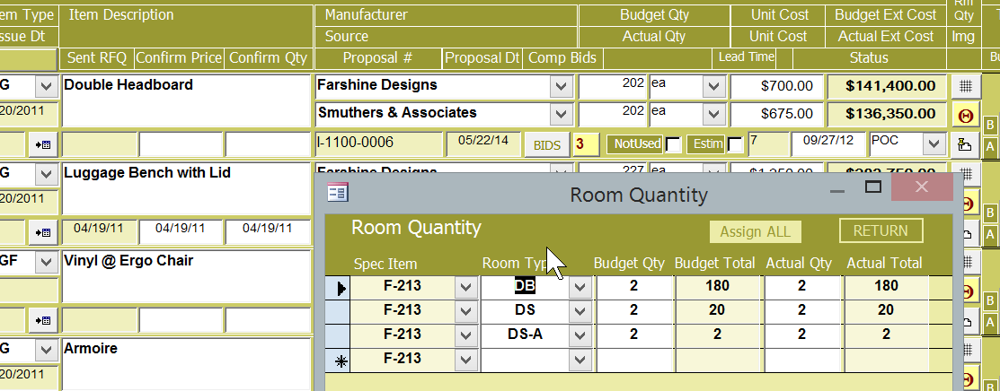 em Type Item Description Manufacturer Budget Qty Unit Cost Budget Ext Cost Rm Qty
ssue Dt Source Actual Qty Unit Cost Actual Ext Cost Img
Sent RFQ Confirm Price Confirm Qty Proposal # Proposal Dt Comp Bids Lead Time Status Bu
G Double Headboard Farshine Designs 202 ea $700.00 $141,400.00
20/2011 Smuthers & Associates 202 ea $675.00 $136,350.00 B
I-1100-0006 05/22/14 BIDS 3 NotUsed Estim 7 09/27/12 POC A
G Luggage Bench with Lid Farshine Designs 227 ea $1,250.00 $283,750.00
20/2011 B
04/19/11 04/19/11 04/19/11 A
GF Vinyl @ Ergo Chair
B
A
G Armoire
20/2011 B
Room Quantity
Room Quantity Assign ALL RETURN
Spec Item Room Typ Budget Qty Budget Total Actual Qty Actual Total
F-213 DB 2 180 2 180
F-213 DS 2 20 2 20
F-213 DS-A 2 2 2 2
F-213